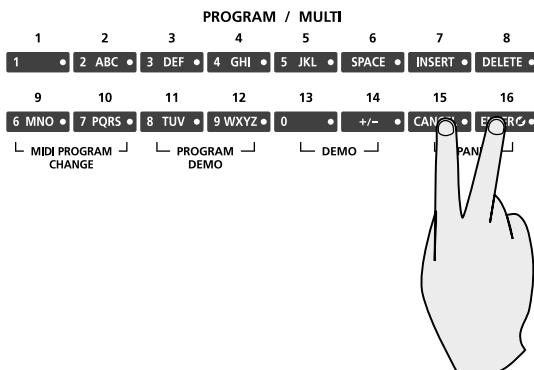 PROGRAM / MULTI
1 2 3 4 5 6 7 8
1 2 ABC 3 DEF 4 GHI 5 JKL SPACE INSERT DELETE
9 10 11 12 13 14 15 16
6 MNO 7 PQRS 8 TUV 9 WXYZ 0 +/–
MIDI PROGRAM CHANGE
PROGRAM DEMO
DEMO